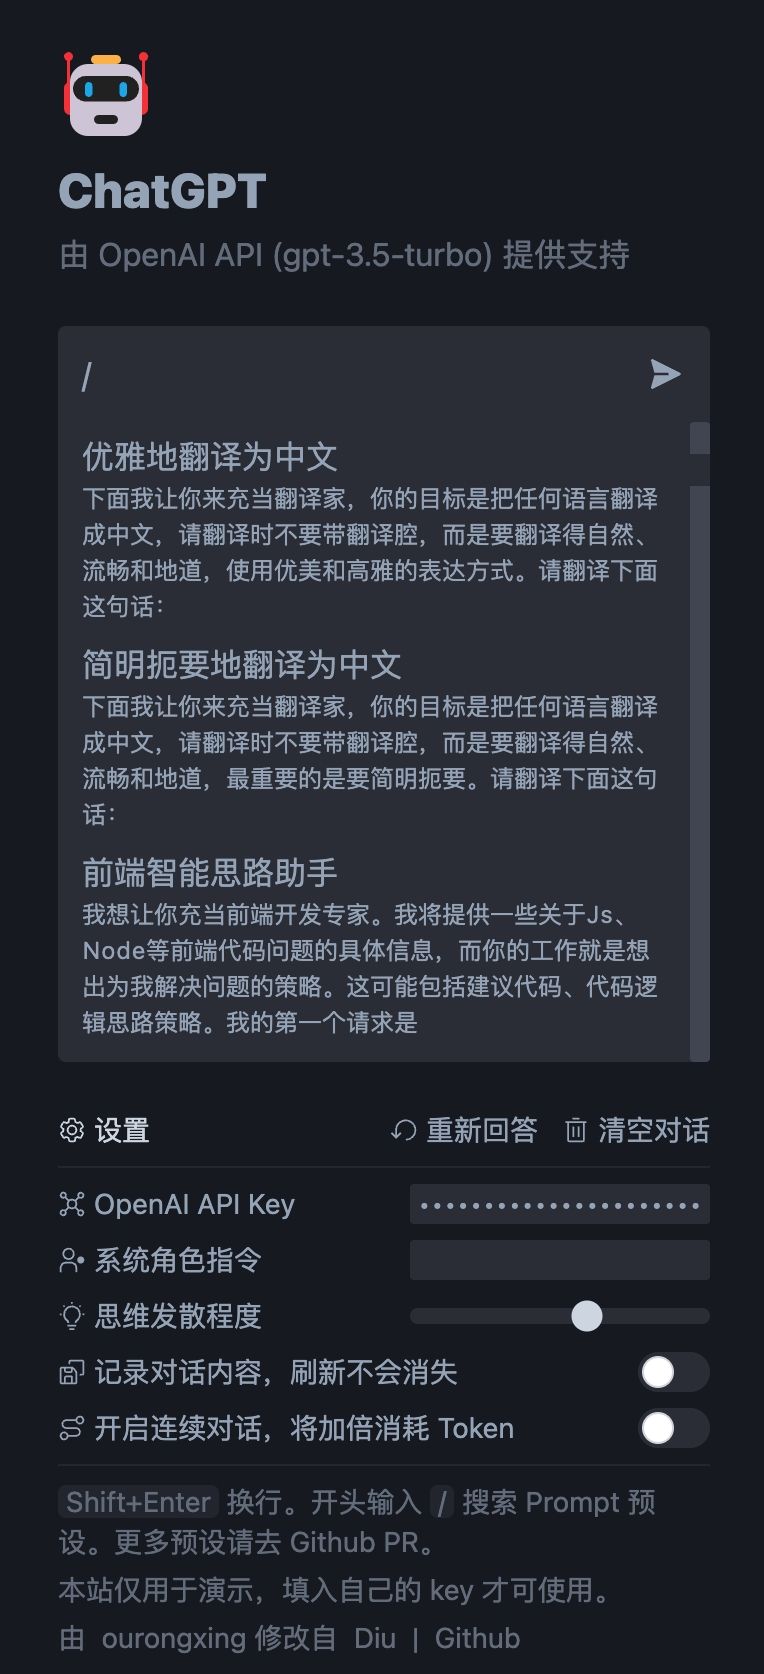 ChatGPT
由 OpenAI API (gpt-3.5-turbo) 提供支持
/
优雅地翻译为中文
下面我让你来充当翻译家，你的目标是把任何语言翻译
成中文，请翻译时不要带翻译腔，而是要翻译得自然、
流畅和地道，使用优美和高雅的表达方式。请翻译下面
这句话：
简明扼要地翻译为中文
下面我让你来充当翻译家，你的目标是把任何语言翻译
成中文，请翻译时不要带翻译腔，而是要翻译得自然、
流畅和地道，最重要的是要简明扼要。请翻译下面这句
话：
前端智能思路助手
我想让你充当前端开发专家。我将提供一些关于Js、
Node等前端代码问题的具体信息，而你的工作就是想
出为我解决问题的策略。这可能包括建议代码、代码逻
辑思路策略。我的第一个请求是
设置 重新回答 清空对话
OpenAI API Key
系统角色指令
思维发散程度
记录对话内容，刷新不会消失
开启连续对话，将加倍消耗 Token
Shift+Enter 换行。开头输入 / 搜索 Prompt 预
设。更多预设请去 Github PR。
本站仅用于演示，填入自己的 key 才可使用。
由 ourongxing 修改自 Diu | Github